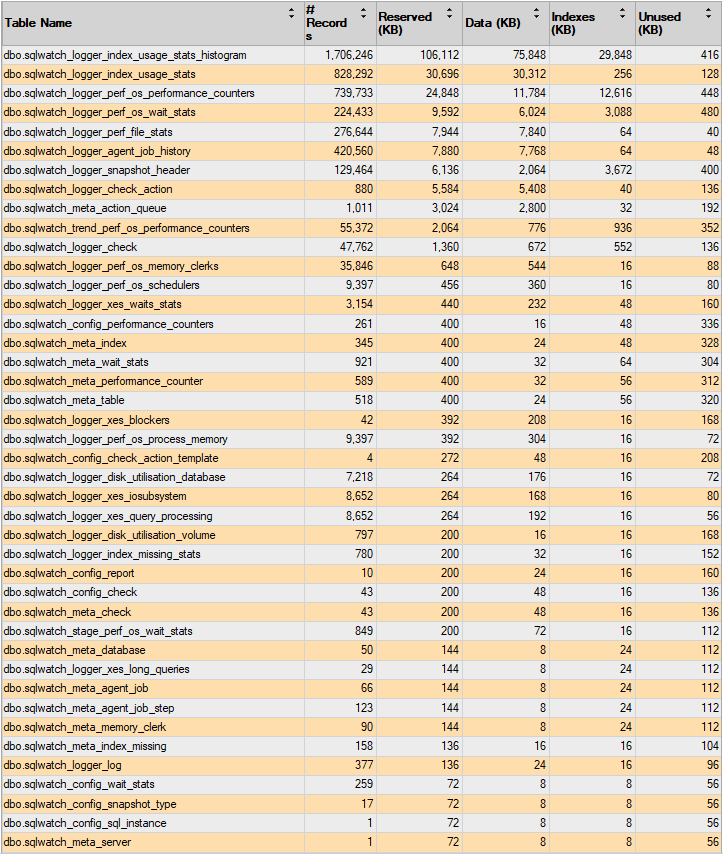 Table Name # Records Reserved (KB) Data (KB) Indexes (KB) Unused (KB)
dbo.sqlwatch_logger_index_usage_stats_histogram 1,706,246 106,112 75,848 29,848 416
dbo.sqlwatch_logger_index_usage_stats 828,292 30,696 30,312 256 128
dbo.sqlwatch_logger_perf_os_performance_counters 739,733 24,848 11,784 12,616 448
dbo.sqlwatch_logger_perf_os_wait_stats 224,433 9,592 6,024 3,088 480
dbo.sqlwatch_logger_perf_file_stats 276,644 7,944 7,840 64 40
dbo.sqlwatch_logger_agent_job_history 420,560 7,880 7,768 64 48
dbo.sqlwatch_logger_snapshot_header 129,464 6,136 2,064 3,672 400
dbo.sqlwatch_logger_check_action 880 5,584 5,408 40 136
dbo.sqlwatch_meta_action_queue 1,011 3,024 2,800 32 192
dbo.sqlwatch_trend_perf_os_performance_counters 55,372 2,064 776 936 352
dbo.sqlwatch_logger_check 47,762 1,360 672 552 136
dbo.sqlwatch_logger_perf_os_memory_clerks 35,846 648 544 16 88
dbo.sqlwatch_logger_perf_os_schedulers 9,397 456 360 16 80
dbo.sqlwatch_logger_xes_waits_stats 3,154 440 232 48 160
dbo.sqlwatch_config_performance_counters 261 400 16 48 336
dbo.sqlwatch_meta_index 345 400 24 48 328
dbo.sqlwatch_meta_wait_stats 921 400 32 64 304
dbo.sqlwatch_meta_performance_counter 589 400 32 56 312
dbo.sqlwatch_meta_table 518 400 24 56 320
dbo.sqlwatch_logger_xes_blockers 42 392 208 16 168
dbo.sqlwatch_logger_perf_os_process_memory 9,397 392 304 16 72
dbo.sqlwatch_config_check_action_template 4 272 48 16 208
dbo.sqlwatch_logger_disk_utilisation_database 7,218 264 176 16 72
dbo.sqlwatch_logger_xes_iosubsystem 8,652 264 168 16 80
dbo.sqlwatch_logger_xes_query_processing 8,652 264 192 16 56
dbo.sqlwatch_logger_disk_utilisation_volume 797 200 16 16 168
dbo.sqlwatch_logger_index_missing_stats 780 200 32 16 152
dbo.sqlwatch_config_report 10 200 24 16 160
dbo.sqlwatch_config_check 43 200 48 16 136
dbo.sqlwatch_meta_check 43 200 48 16 136
dbo.sqlwatch_stage_perf_os_wait_stats 849 200 72 16 112
dbo.sqlwatch_meta_database 50 144 8 24 112
dbo.sqlwatch_logger_xes_long_queries 29 144 8 24 112
dbo.sqlwatch_meta_agent_job 66 144 8 24 112
dbo.sqlwatch_meta_agent_job_step 123 144 8 24 112
dbo.sqlwatch_meta_memory_clerk 90 144 8 24 112
dbo.sqlwatch_meta_index_missing 158 136 16 16 104
dbo.sqlwatch_logger_log 377 136 24 16 96
dbo.sqlwatch_config_wait_stats 259 72 8 8 56
dbo.sqlwatch_config_snapshot_type 17 72 8 8 56
dbo.sqlwatch_config_sql_instance 1 72 8 8 56
dbo.sqlwatch_meta_server 1 72 8 8 56